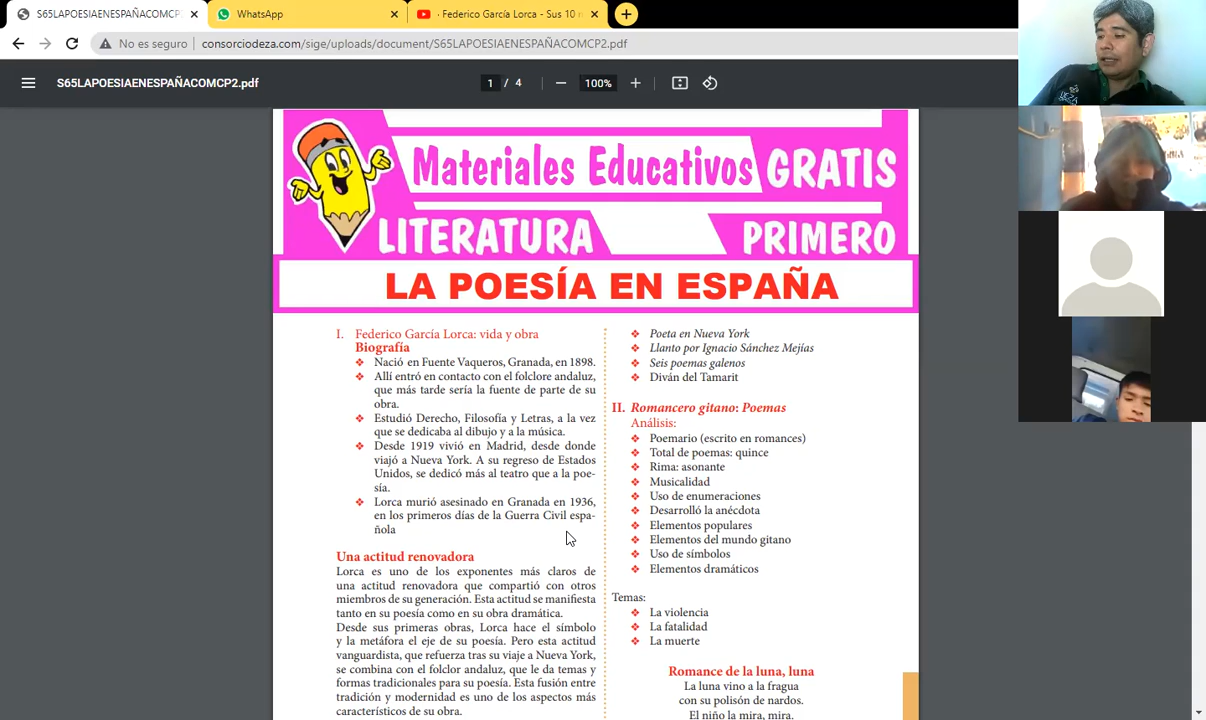 S65LAPOESIAENESPAÑACOMCP
WhatsApp
Federico García Lorca - Sus 10
No es seguro
consorciodeza.com/sige/uploads/document/S65LAPOESIAENESPAÑACOMCP2.pdf
S65LAPOESIAENESPAÑACOMCP2.pdf
1 / 4
100%
Materiales Educativos GRATIS
LITERATURA PRIMERO
LA POESÍA EN ESPAÑA
I. Federico García Lorca: vida y obra
Biografía
Nació en Fuente Vaqueros, Granada, en 1898.
Allí entró en contacto con el folclore andaluz,
que más tarde sería la fuente de parte de su
obra.
Estudió Derecho, Filosofía y Letras, a la vez
que se dedicaba al dibujo y a la música.
Desde 1919 vivió en Madrid, desde donde
viajó a Nueva York. A su regreso de Estados
Unidos, se dedicó más al teatro que a la poe-
sía.
Lorca murió asesinado en Granada en 1936,
en los primeros días de la Guerra Civil espa-
ñola
Una actitud renovadora
Lorca es uno de los exponentes más claros de
una actitud renovadora que compartió con otros
miembros de su generación. Esta actitud se manifiesta
tanto en su poesía como en su obra dramática.
Desde sus primeras obras, Lorca hace el símbolo
y la metáfora el eje de su poesía. Pero esta actitud
vanguardista, que refuerza tras su viaje a Nueva York,
se combina con el folclor andaluz, que le da temas y
formas tradicionales para su poesía. Esta fusión entre
tradición y modernidad es uno de los aspectos más
característicos de su obra.
Poeta en Nueva York
Llanto por Ignacio Sánchez Mejías
Seis poemas galenos
Diván del Tamarit
II. Romancero gitano: Poemas
Análisis:
Poemario (escrito en romances)
Total de poemas: quince
Rima: asonante
Musicalidad
Uso de enumeraciones
Desarrolló la anécdota
Elementos populares
Elementos del mundo gitano
Uso de símbolos
Elementos dramáticos
Temas:
La violencia
La fatalidad
La muerte
Romance de la luna, luna
La luna vino a la fragua
con su polisón de nardos.
El niño la mira, mira.